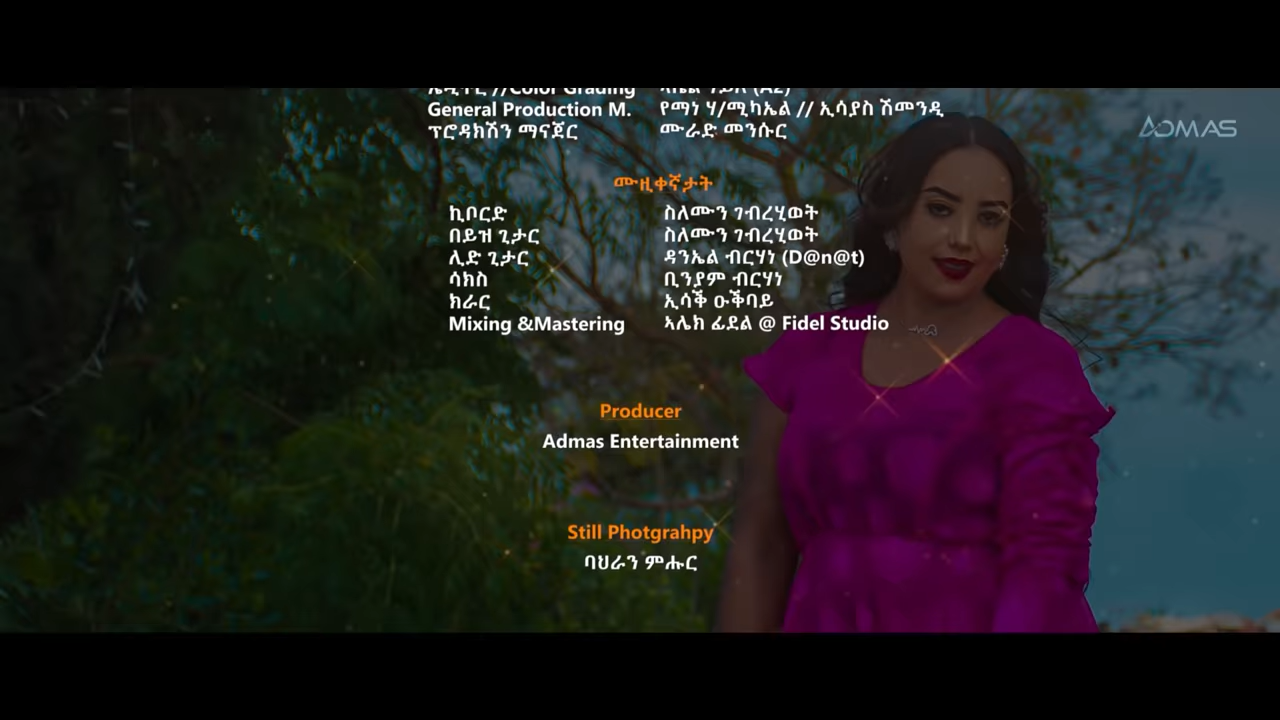 General Production M. የማነ ሃ/ሚካኤል // ኢሳያስ ሽመንዲ
ፕሮዳክሽን ማናጀር ሙራድ መንሱር
ADMAS
ሙዚቀኛታት
ኪቦርድ ስለሙን ገብረሂወት
በይዝ ጊታር ስለሙን ገብረሂወት
ሊድ ጊታር ዳንኤል ብርሃነ (D@n@t)
ሳክስ ቢንያም ብርሃነ
ክራር ኢሳቕ ዑቕባይ
Mixing &Mastering ኣሌክ ፊደል @ Fidel Studio
Producer
Admas Entertainment
Still Photgrahpy
ባህራን ምሑር